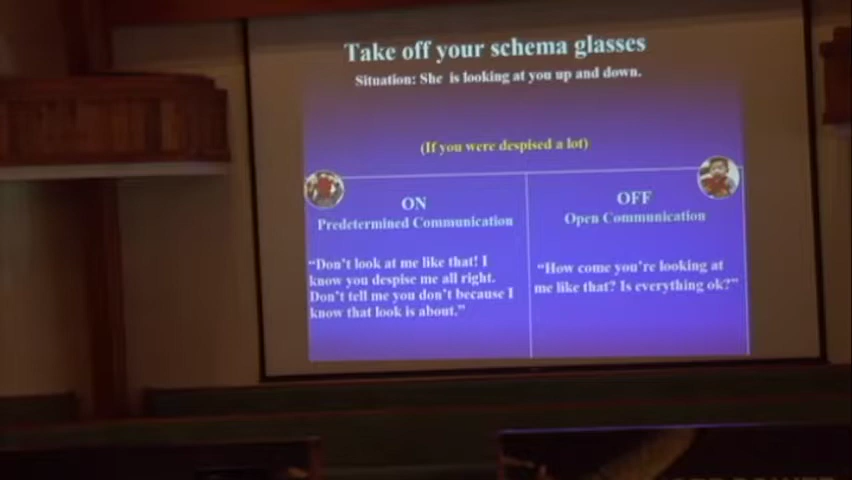 Take off your schema glasses
Situation: She is looking at you up and down.
(If you were despised a lot)
ON
Predetermined Communication
"Don't look at me like that! I
know you despise me all right.
Don't tell me you don't because I
know that look is about."
OFF
Open Communication
"How come you're looking at
me like that? Is everything ok?"